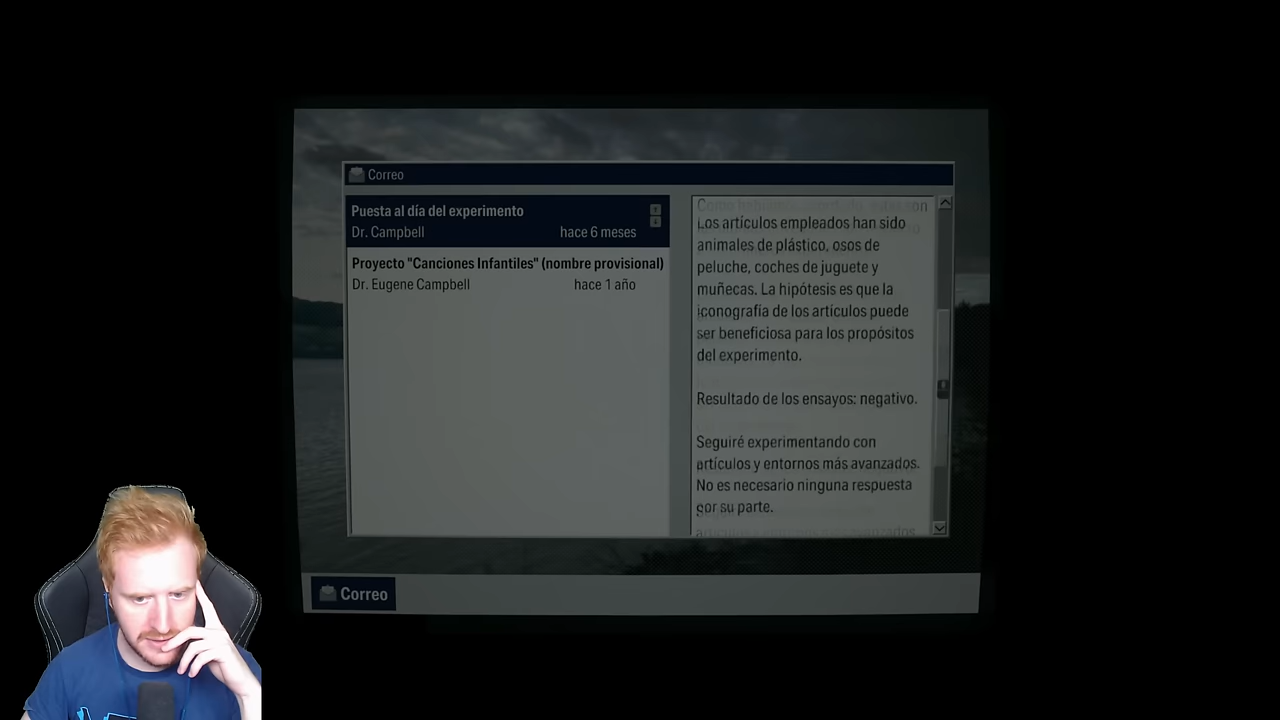 Correo
Puesta al día del experimento
Dr. Campbell hace 6 meses
Proyecto "Canciones Infantiles" (nombre provisional)
Dr. Eugene Campbell hace 1 año
Los artículos empleados han sido
animales de plástico, osos de
peluche, coches de juguete y
muñecas. La hipótesis es que la
iconografía de los artículos puede
ser beneficiosa para los propósitos
del experimento.
Resultado de los ensayos: negativo.
Seguiré experimentando con
artículos y entornos más avanzados.
No es necesario ninguna respuesta
por su parte.
Correo